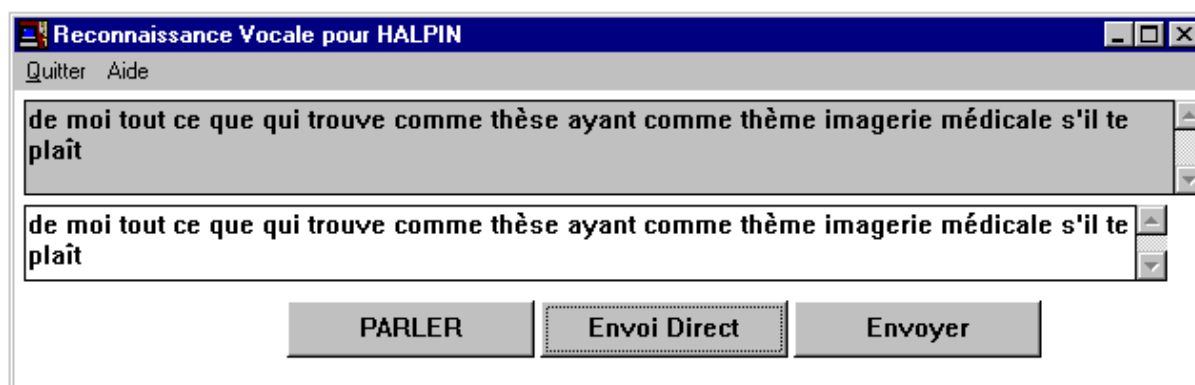 Reconnaissance Vocale pour HALPIN
Quitter Aide
de moi tout ce que qui trouve comme thèse ayant comme thème imagerie médicale s'il te
plaît
de moi tout ce que qui trouve comme thèse ayant comme thème imagerie médicale s'il te
plaît
PARLER Envoi Direct Envoyer